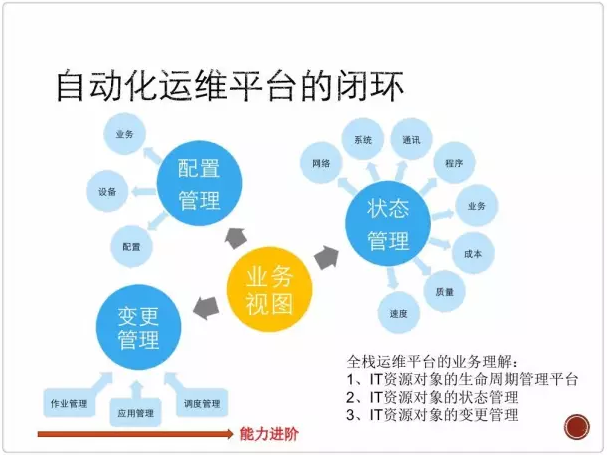 自动化运维平台的闭环
业务
设备
配置
配置
管理
网络
系统
通讯
程序
业务
成本
质量
速度
状态
管理
业务
视图
变更
管理
作业管理
应用管理
调度管理
能力进阶
全栈运维平台的业务理解：
1、IT资源对象的生命周期管理平台
2、IT资源对象的状态管理
3、IT资源对象的变更管理